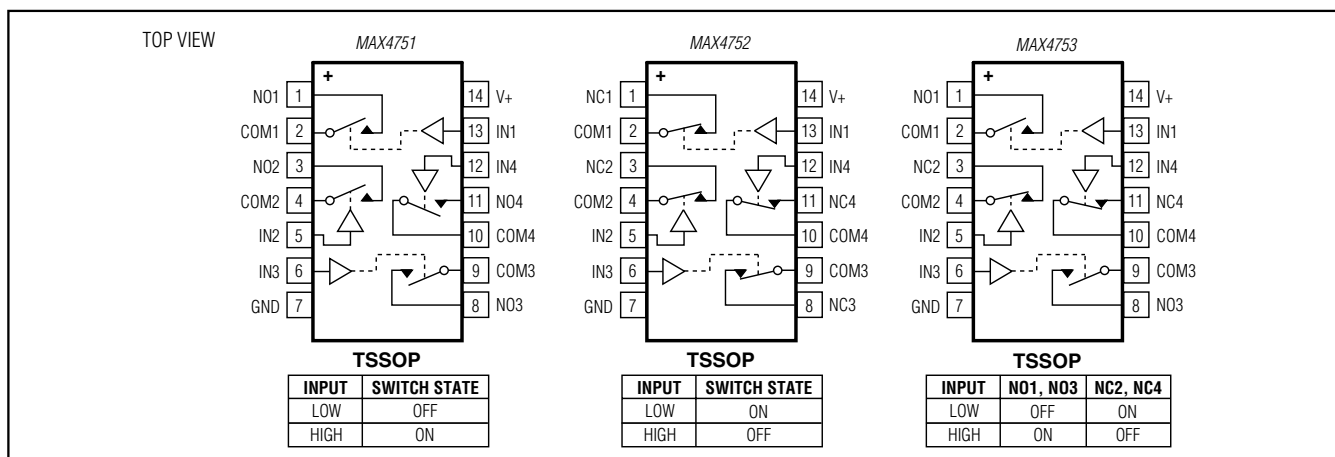 TOP VIEW
MAX4751
+
NO1 1 14 V+
COM1 2 13 IN1
NO2 3 12 IN4
COM2 4 11 NO4
IN2 5 10 COM4
IN3 6 9 COM3
GND 7 8 NO3
TSSOP
INPUT SWITCH STATE
LOW OFF
HIGH ON
MAX4752
+
NC1 1 14 V+
COM1 2 13 IN1
NC2 3 12 IN4
COM2 4 11 NC4
IN2 5 10 COM4
IN3 6 9 COM3
GND 7 8 NC3
TSSOP
INPUT SWITCH STATE
LOW ON
HIGH OFF
MAX4753
+
NO1 1 14 V+
COM1 2 13 IN1
NC2 3 12 IN4
COM2 4 11 NC4
IN2 5 10 COM4
IN3 6 9 COM3
GND 7 8 NO3
TSSOP
INPUT NO1, NO3 NC2, NC4
LOW OFF ON
HIGH ON OFF